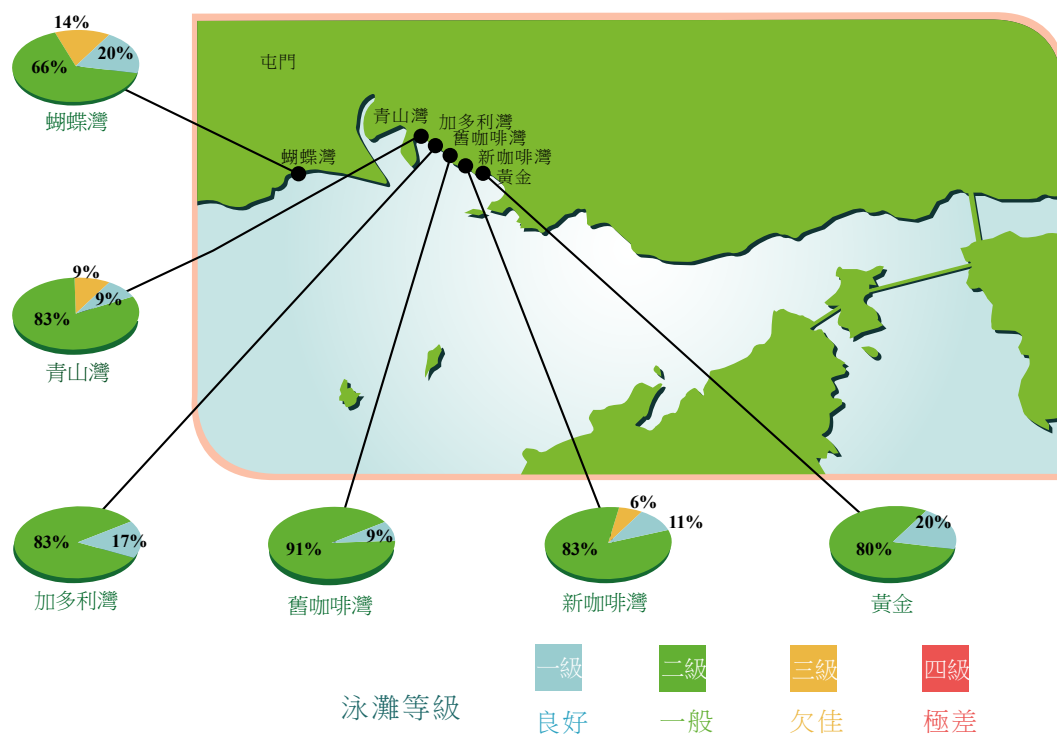 14%
20%
66%
蝴蝶灣
屯門
青山灣
加多利灣
舊咖啡灣
新咖啡灣
黃金
蝴蝶灣
9%
9%
83%
青山灣
83%
17%
加多利灣
91%
9%
舊咖啡灣
6%
11%
83%
新咖啡灣
20%
80%
黃金
泳灘等級
一級
良好
二級
一般
三級
欠佳
四級
極差